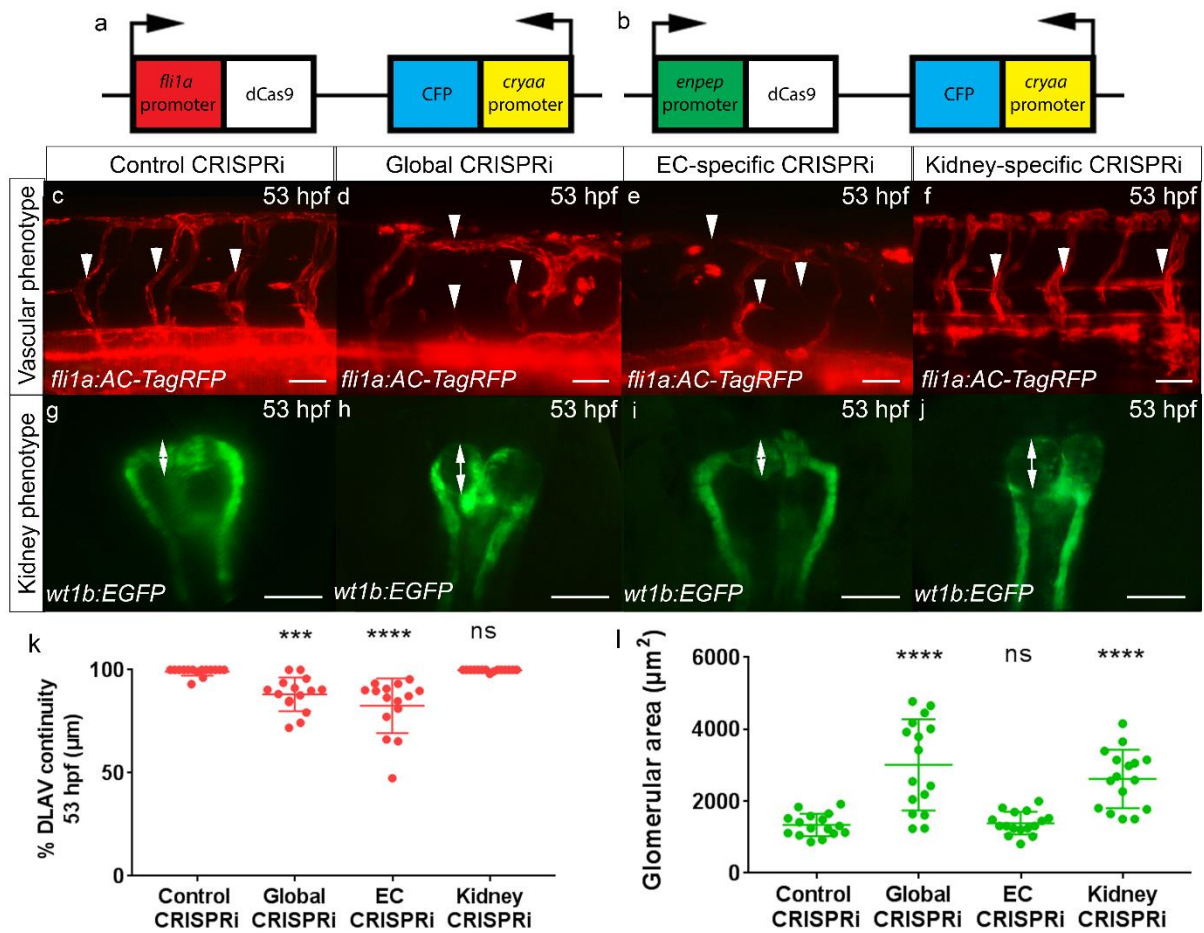 a
b
fli1a promoter
dCas9
CFP
cryaa promoter
enpep promoter
dCas9
CFP
cryaa promoter
Control CRISPRi
Global CRISPRi
EC-specific CRISPRi
Kidney-specific CRISPRi
Vascular phenotype
c
53 hpf
fli1a:AC-TagRFP
d
53 hpf
fli1a:AC-TagRFP
e
53 hpf
fli1a:AC-TagRFP
f
53 hpf
fli1a:AC-TagRFP
Kidney phenotype
g
53 hpf
wt1b:EGFP
h
53 hpf
wt1b:EGFP
i
53 hpf
wt1b:EGFP
j
53 hpf
wt1b:EGFP
k
*** **** ns
% DLAV continuity
53 hpf (μm)
100
50
0
Control CRISPRi
Global CRISPRi
EC CRISPRi
Kidney CRISPRi
l
**** ns ****
Glomerular area (μm²)
6000
4000
2000
0
Control CRISPRi
Global CRISPRi
EC CRISPRi
Kidney CRISPRi